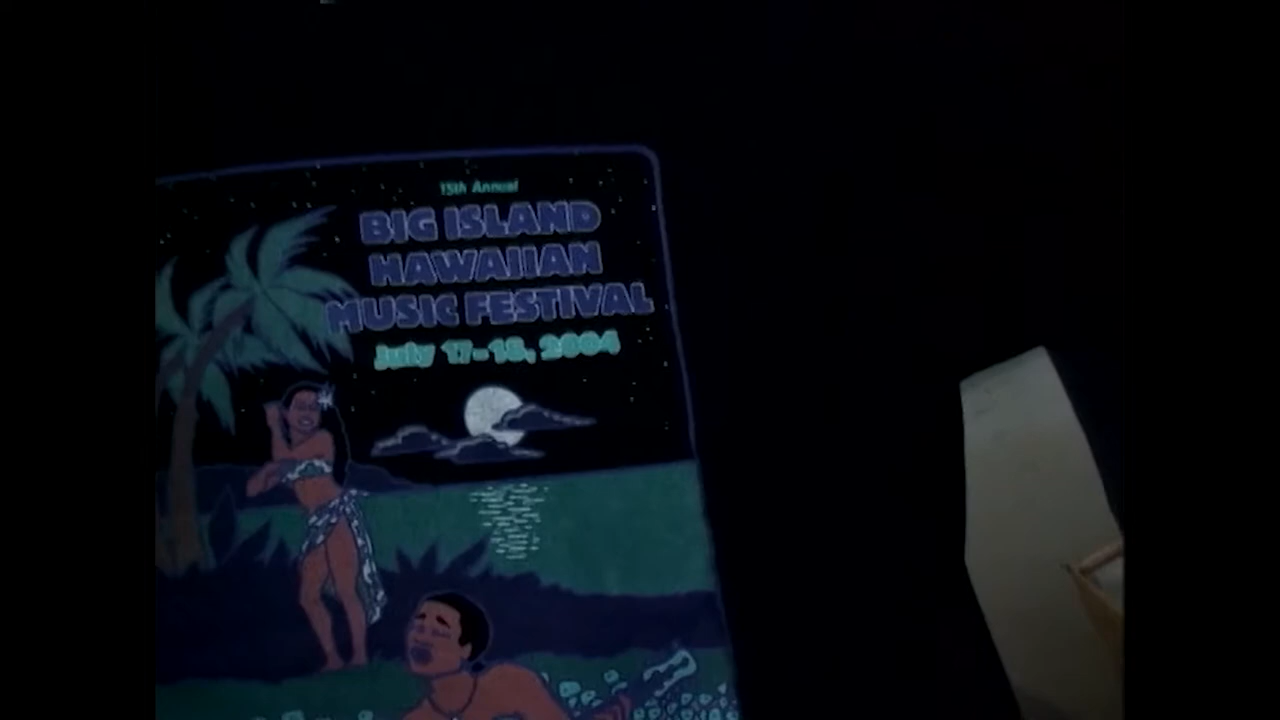 15th Annual
BIG ISLAND
HAWAIIAN
MUSIC FESTIVAL
July 17-18, 2004